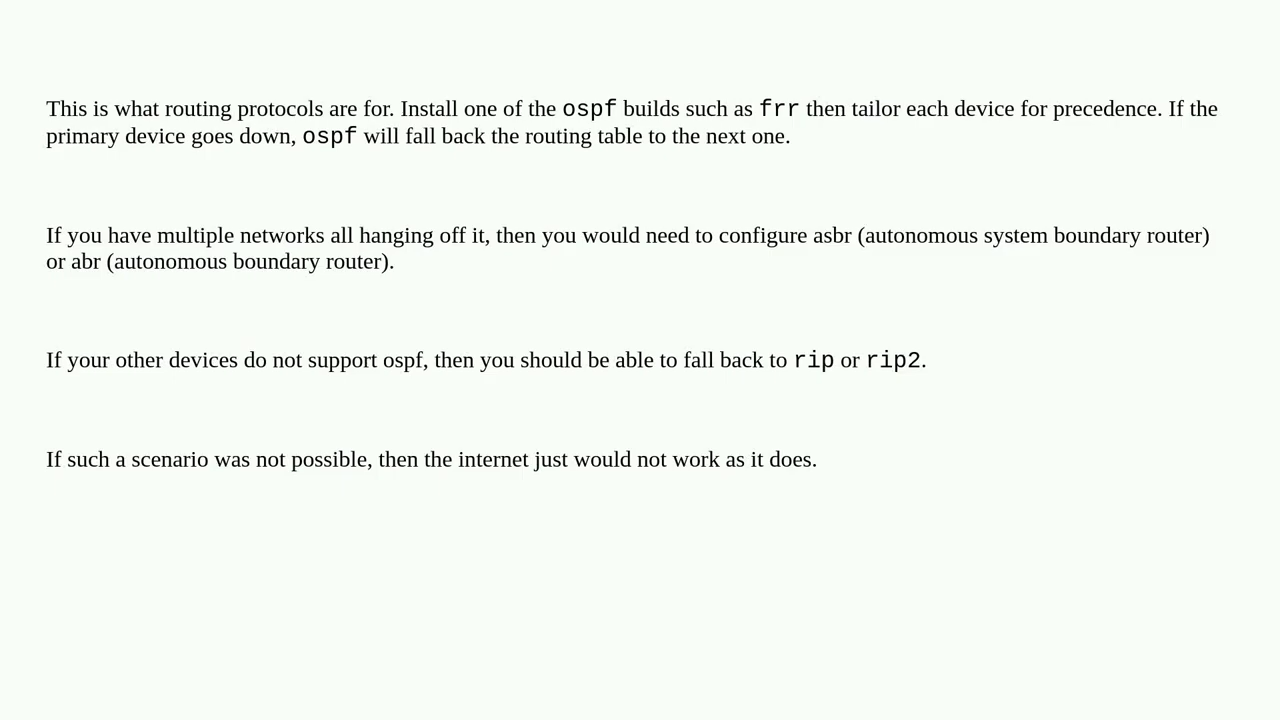 This is what routing protocols are for. Install one of the ospf builds such as frr then tailor each device for precedence. If the
primary device goes down, ospf will fall back the routing table to the next one.
If you have multiple networks all hanging off it, then you would need to configure asbr (autonomous system boundary router)
or abr (autonomous boundary router).
If your other devices do not support ospf, then you should be able to fall back to rip or rip2.
If such a scenario was not possible, then the internet just would not work as it does.